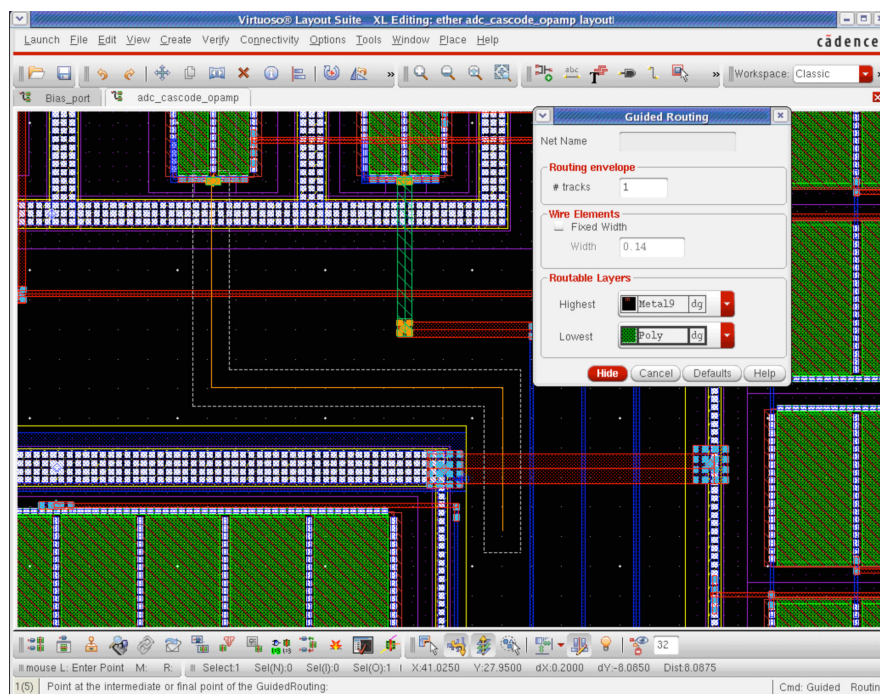 Virtuoso® Layout Suite XL Editing: ether adc_cascode_opamp layout
Launch File Edit View Create Verify Connectivity Options Tools Window Place Help
cādence
abc
» Workspace: Classic »
Bias_port adc_cascode_opamp
Guided Routing
Net Name
Routing envelope
# tracks 1
Wire Elements
Fixed Width
Width 0.14
Routable Layers
Highest Metal9 dg
Lowest Poly dg
Hide Cancel Defaults Help
32
mouse L: Enter Point M: R: Select:1 Sel(N):0 Sel(I):0 Sel(O):1 X:41.0250 Y:27.9500 dX:0.2000 dY:-8.0850 Dist:8.0875
1(5) Point at the intermediate or final point of the GuidedRouting: Cmd: Guided Routin